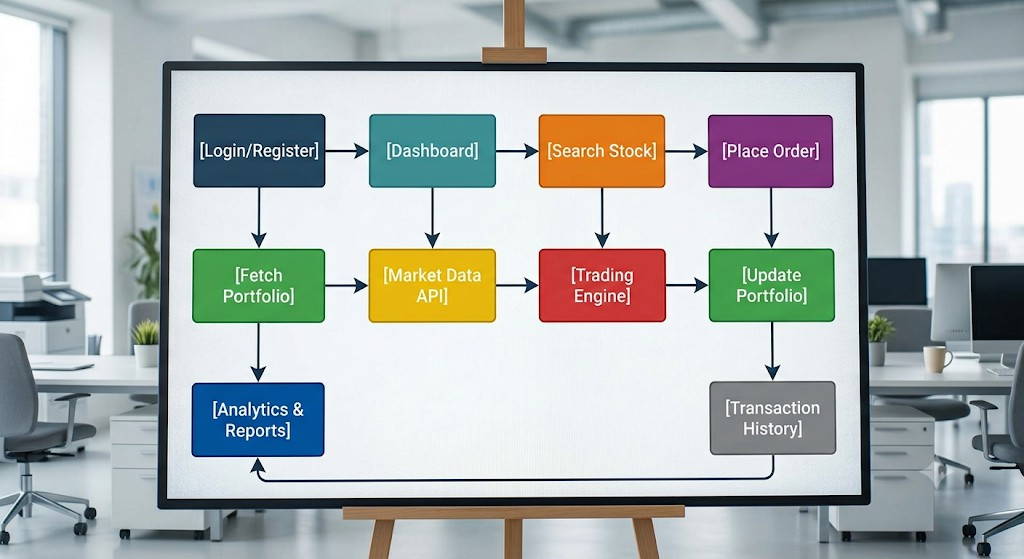 [Login/Register]
[Dashboard]
[Search Stock]
[Place Order]
[Fetch
Portfolio]
[Market Data
API]
[Trading
Engine]
[Update
Portfolio]
[Analytics &
Reports]
[Transaction
History]